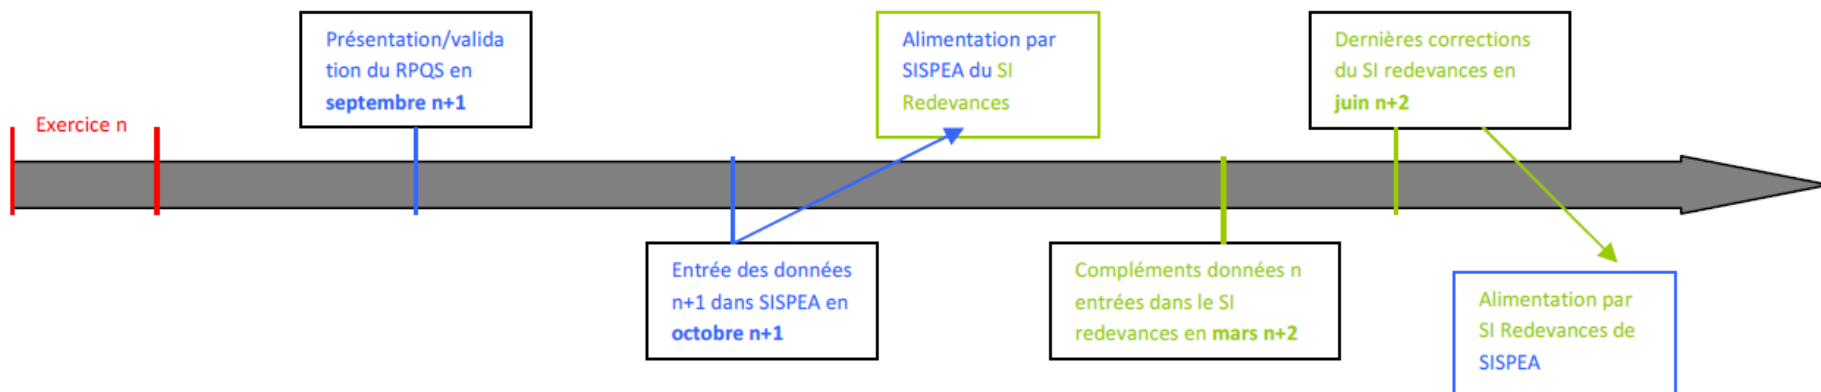 Exercice n
Présentation/valida
tion du RPQS en
septembre n+1
Entrée des données
n+1 dans SISPEA en
octobre n+1
Alimentation par
SISPEA du SI
Redevances
Compléments données n
entrées dans le SI
redevances en mars n+2
Dernières corrections
du SI redevances en
juin n+2
Alimentation par
SI Redevances de
SISPEA